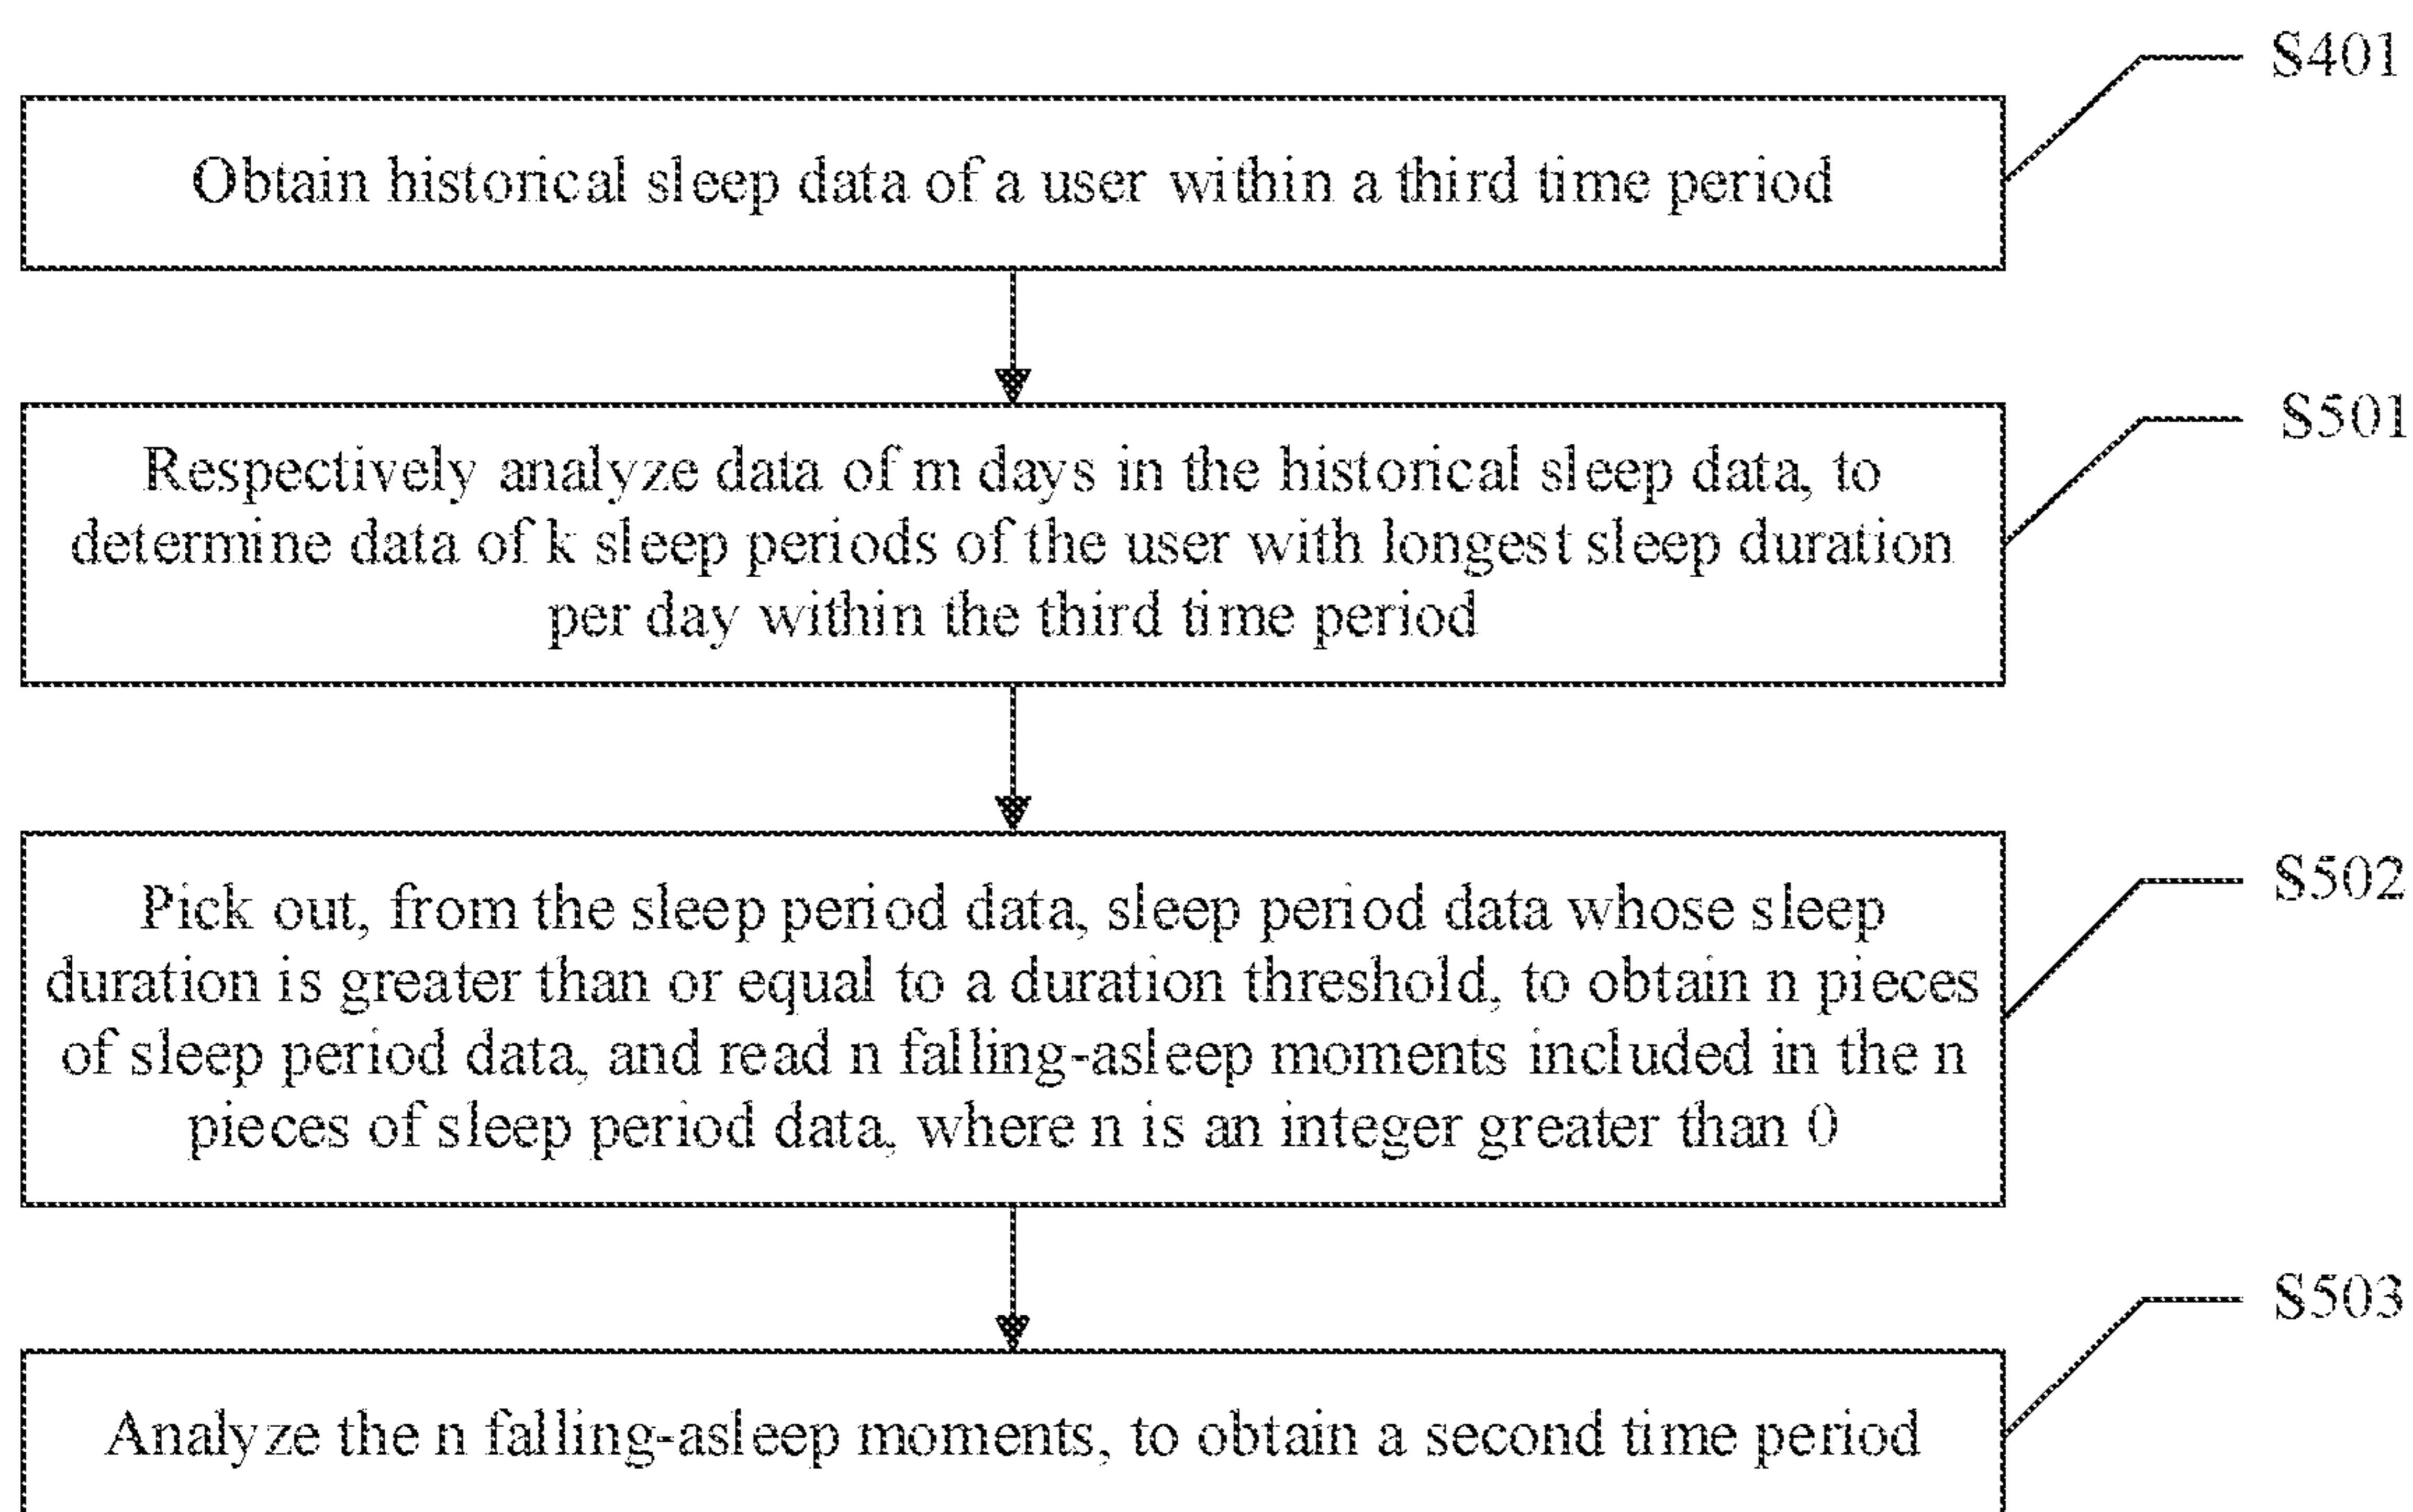 S401
Obtain historical sleep data of a user within a third time period
S501
Respectively analyze data of m days in the historical sleep data, to
determine data of k sleep periods of the user with longest sleep duration
per day within the third time period
S502
Pick out, from the sleep period data, sleep period data whose sleep
duration is greater than or equal to a duration threshold, to obtain n pieces
of sleep period data, and read n falling-asleep moments included in the n
pieces of sleep period data, where n is an integer greater than 0
S503
Analyze the n falling-asleep moments, to obtain a second time period